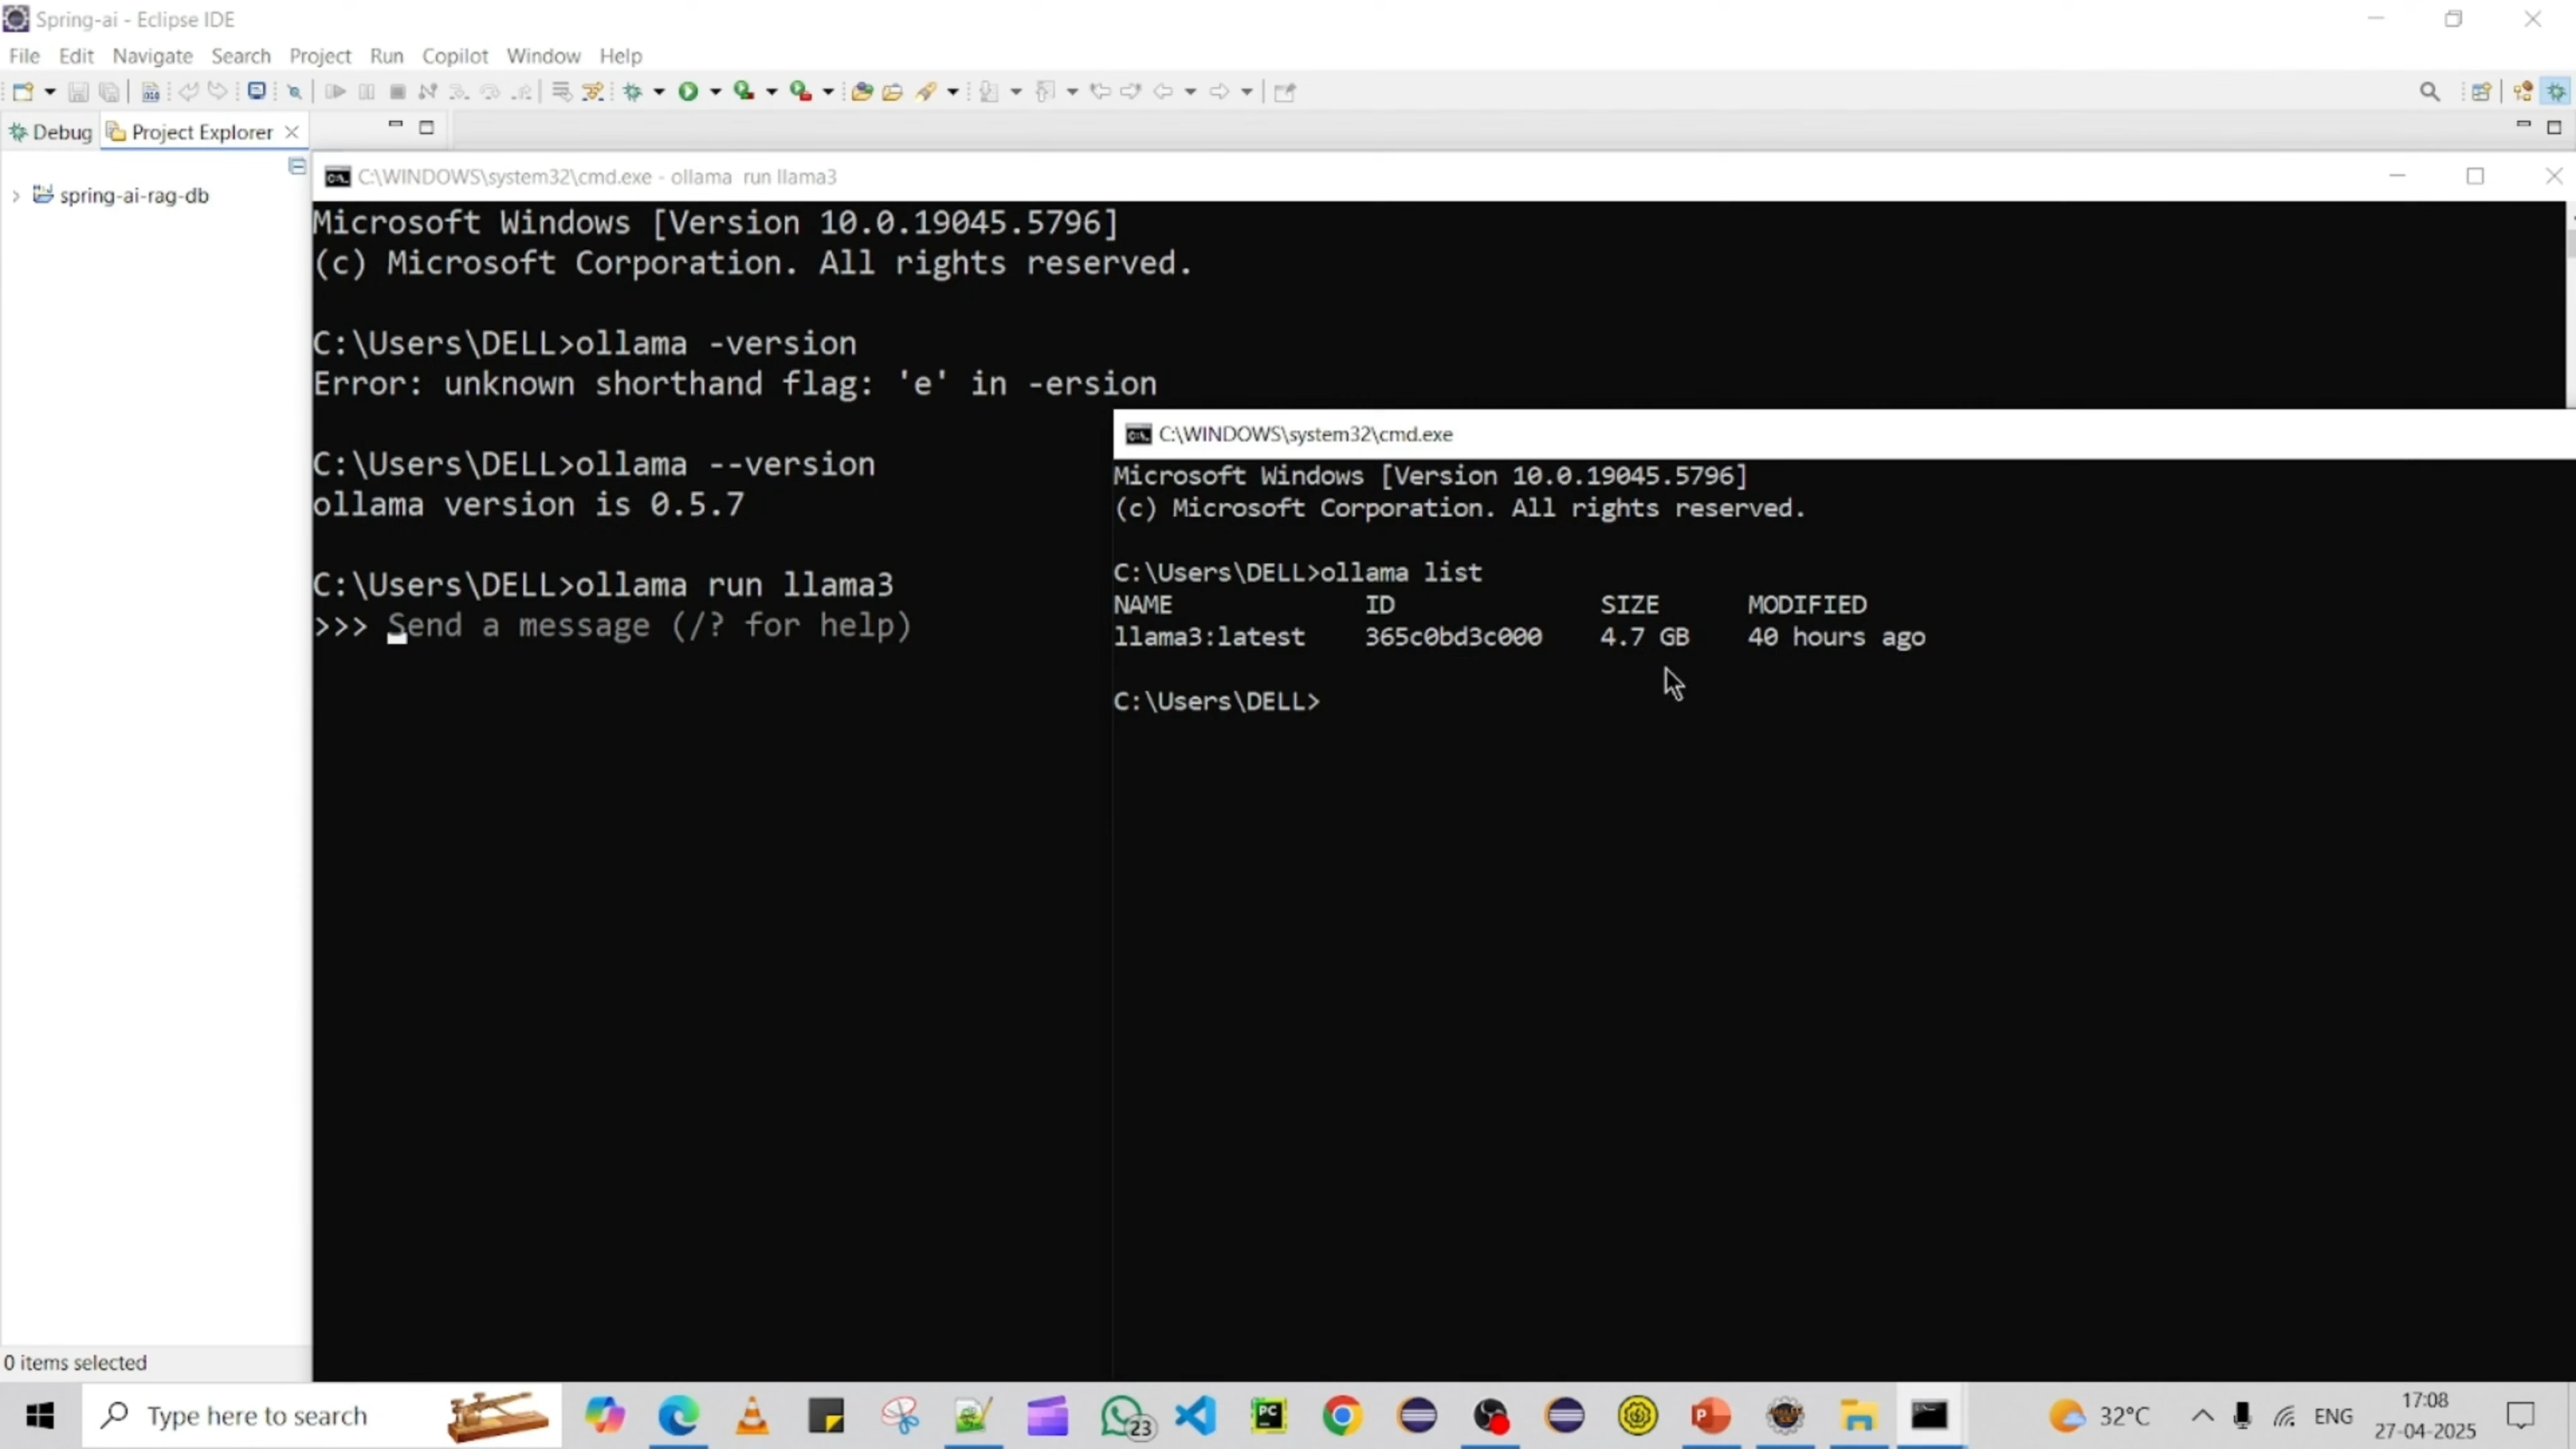 Spring-ai - Eclipse IDE
File Edit Navigate Search Project Run Copilot Window Help
Debug Project Explorer
spring-ai-rag-db
C:\WINDOWS\system32\cmd.exe - ollama run llama3
Microsoft Windows [Version 10.0.19045.5796]
(c) Microsoft Corporation. All rights reserved.
C:\Users\DELL>ollama -version
Error: unknown shorthand flag: 'e' in -ersion
C:\Users\DELL>ollama --version
ollama version is 0.5.7
C:\Users\DELL>ollama run llama3
>>> Send a message (/? for help)
C:\WINDOWS\system32\cmd.exe
Microsoft Windows [Version 10.0.19045.5796]
(c) Microsoft Corporation. All rights reserved.
C:\Users\DELL>ollama list
NAME ID SIZE MODIFIED
llama3:latest 365c0bd3c000 4.7 GB 40 hours ago
C:\Users\DELL>
0 items selected
Type here to search
23
PC
P
32°C
ENG
17:08
27-04-2025